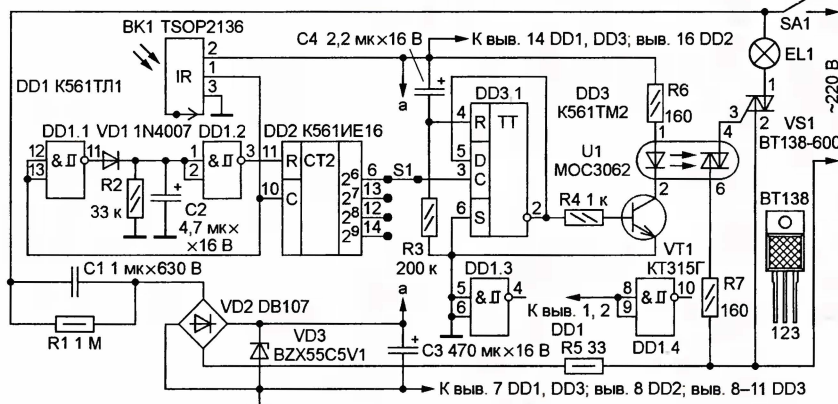 SA1
BK1 TSOP2136
C4 2,2 мк×16 В
К выв. 14 DD1, DD3; выв. 16 DD2
2
1
3
IR
EL1
~220 В
DD1 К561ТЛ1
a
DD3.1
DD3
К561ТМ2
R6
160
1
3
2
VS1
BT138-600
DD1.1
VD1 1N4007
DD1.2
DD2 К561ИЕ16
4
R
TT
U1
MOC3062
1
4
12
13
&
11
1
2
&
3
11
R
CT2
2⁶
6
S1
5
D
3
C
2
6
BT138
R2
33 к
C2
4,7 мк×
×16 В
10
C
2⁷
13
2⁸
12
2⁹
14
R3
200 к
6
S
2
R4 1 к
VT1
КТ315Г
C1 1 мк×630 В
a
DD1.3
5
6
&
4
К выв. 1, 2
DD1
8
9
&
10
DD1.4
R7
160
1 2 3
VD2 DB107
R1 1 М
VD3
BZX55C5V1
C3 470 мк×16 В
R5 33
К выв. 7 DD1, DD3; выв. 8 DD2; выв. 8–11 DD3